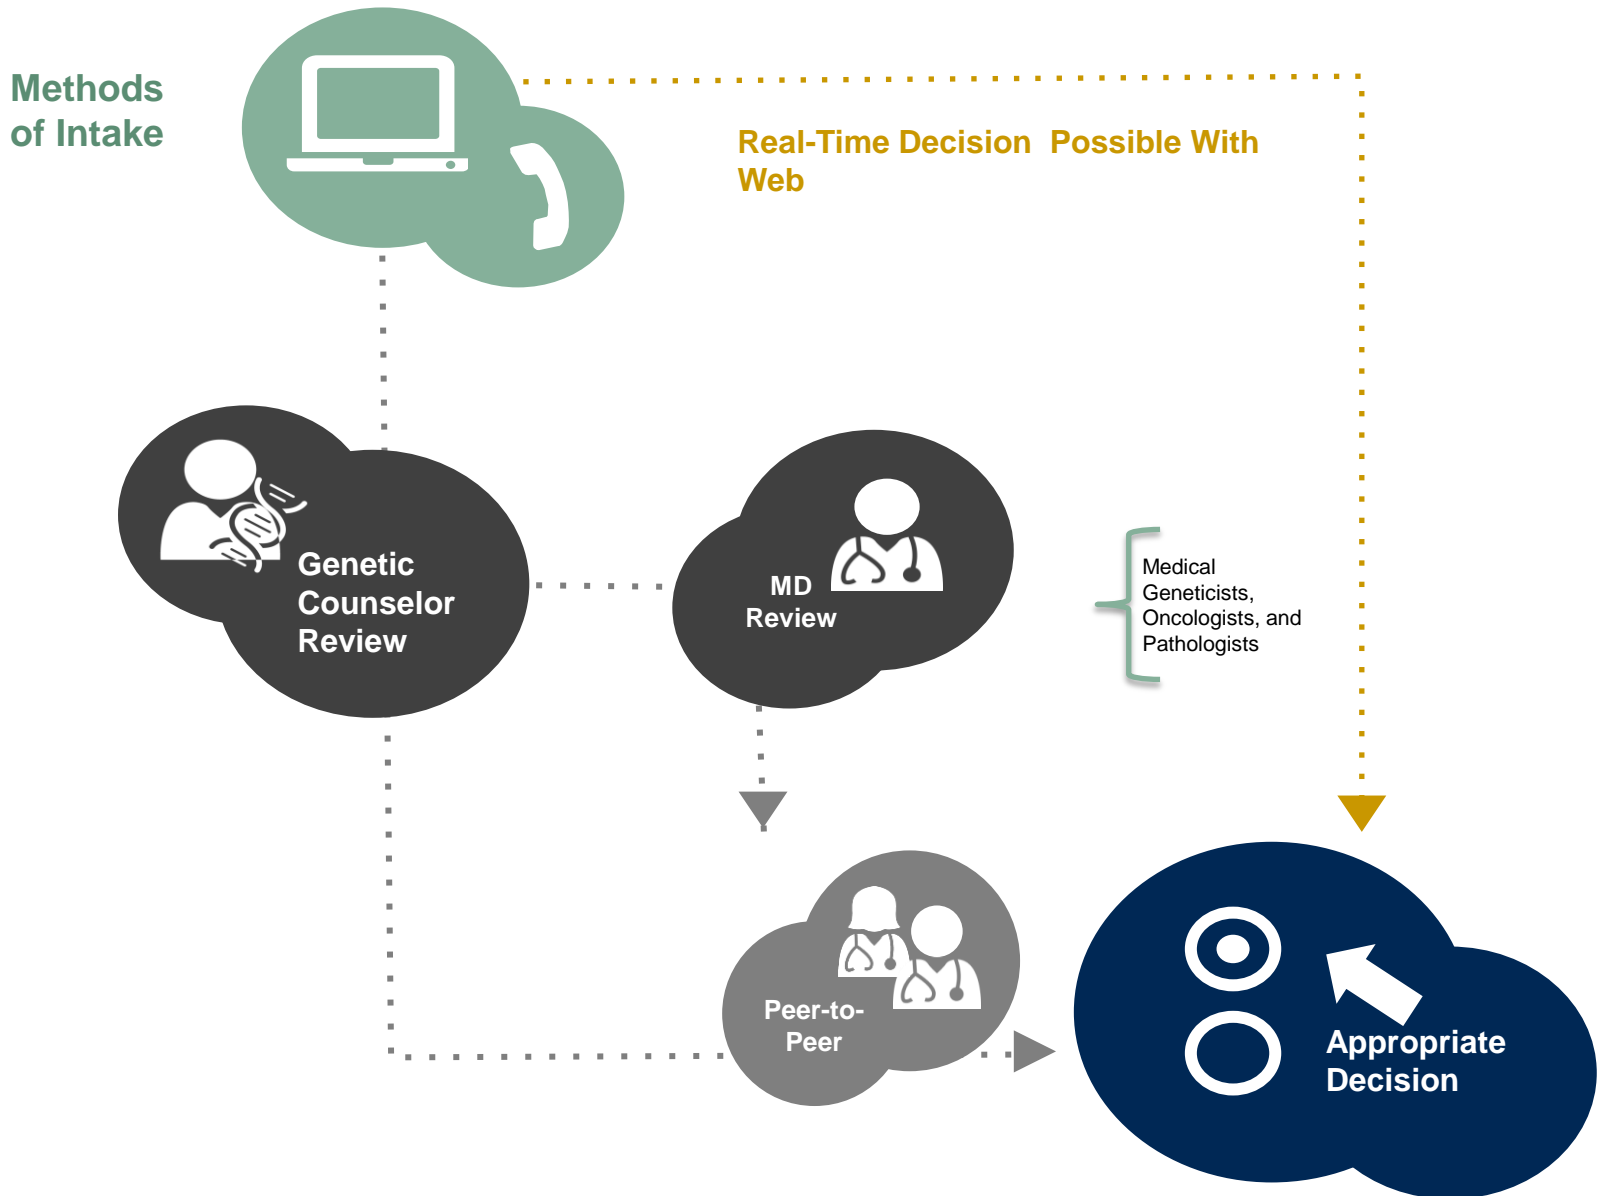 Methods
of Intake
Real-Time Decision  Possible With
Web
Genetic
Counselor
Review
MD
Review
Medical
Geneticists,
Oncologists, and
Pathologists
Peer-to-
Peer
Appropriate
Decision